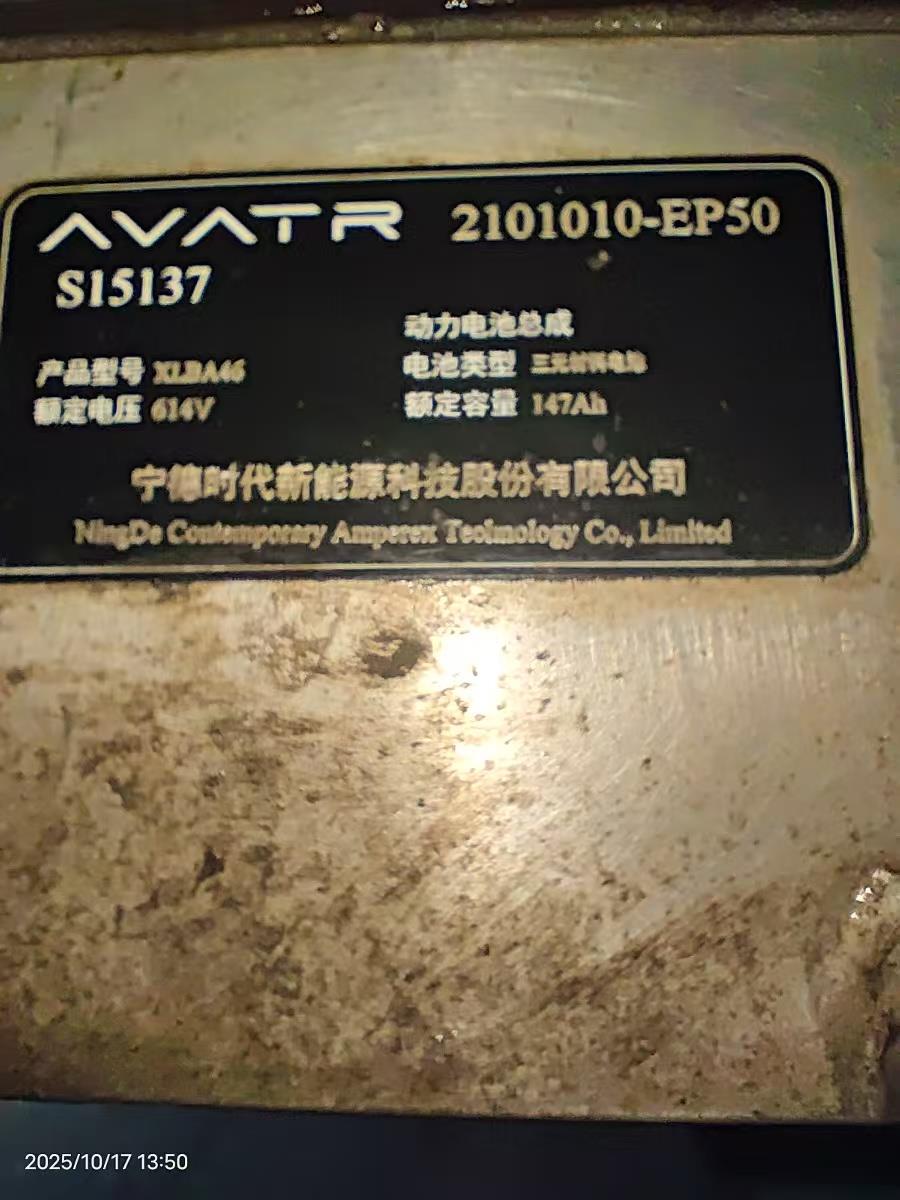 AVATR 2101010-EP50
S15137
动力电池总成
产品型号 XLBA46 电池类型 三元材料电池
额定电压 614V 额定容量 147Ah
宁德时代新能源科技股份有限公司
NingDe Contemporary Amperex Technology Co., Limited
2025/10/17 13:50